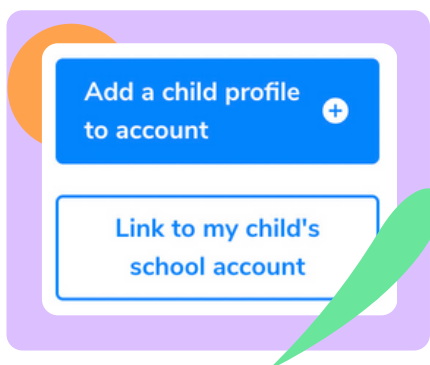 Add a child profile
to account
Link to my child's
school account